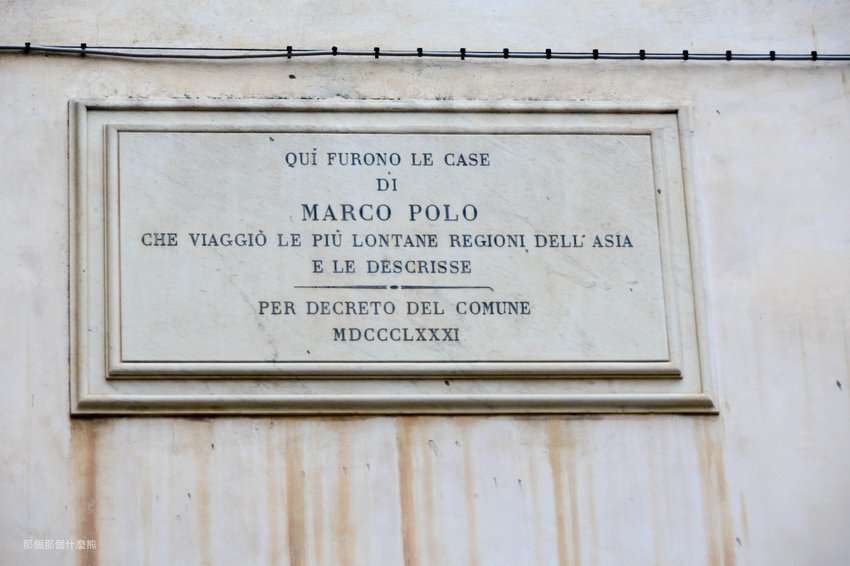 QUI FURONO LE CASE
DI
MARCO POLO
CHE VIAGGIÒ LE PIÙ LONTANE REGIONI DELL' ASIA
E LE DESCRISSE
PER DECRETO DEL COMUNE
MDCCCLXXXI
那個那個什麼熊